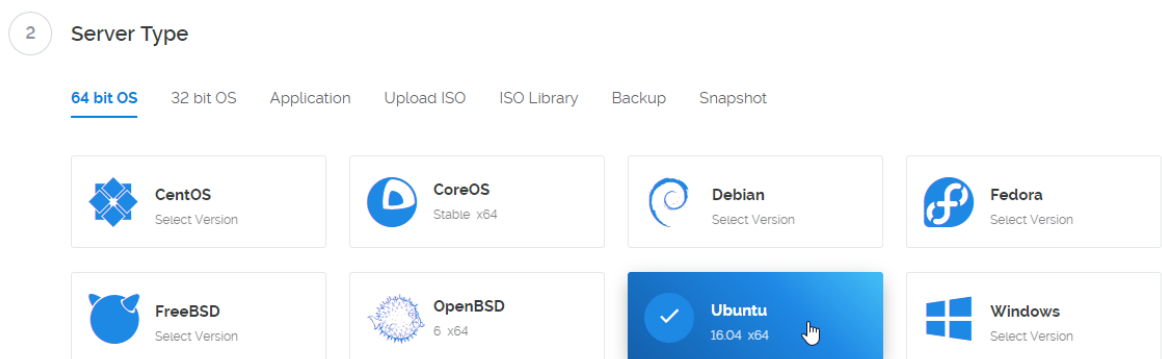 2 Server Type
64 bit OS 32 bit OS Application Upload ISO ISO Library Backup Snapshot
CentOS
Select Version
CoreOS
Stable x64
Debian
Select Version
Fedora
Select Version
FreeBSD
Select Version
OpenBSD
6 x64
Ubuntu
16.04 x64
Windows
Select Version